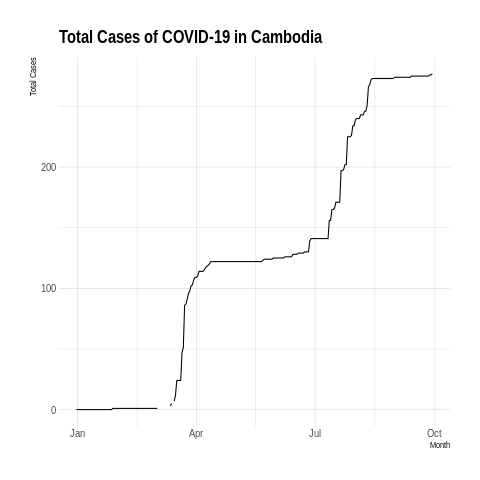 Total Cases of COVID-19 in Cambodia
Total Cases
200
100
0
Jan Apr Jul Oct
Month